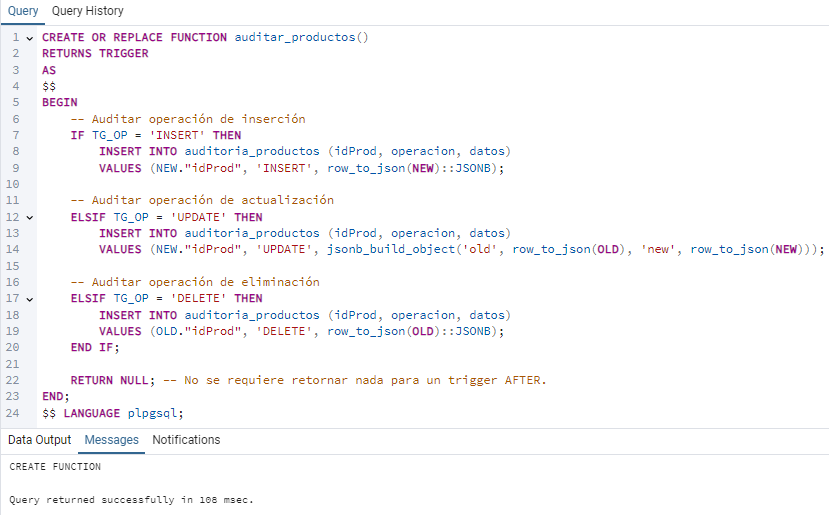 Query Query History
1 CREATE OR REPLACE FUNCTION auditar_productos()
2 RETURNS TRIGGER
3 AS
4 $$
5 BEGIN
6 -- Auditar operación de inserción
7 IF TG_OP = 'INSERT' THEN
8 INSERT INTO auditoria_productos (idProd, operacion, datos)
9 VALUES (NEW."idProd", 'INSERT', row_to_json(NEW)::JSONB);
10
11 -- Auditar operación de actualización
12 ELSIF TG_OP = 'UPDATE' THEN
13 INSERT INTO auditoria_productos (idProd, operacion, datos)
14 VALUES (NEW."idProd", 'UPDATE', jsonb_build_object('old', row_to_json(OLD), 'new', row_to_json(NEW)));
15
16 -- Auditar operación de eliminación
17 ELSIF TG_OP = 'DELETE' THEN
18 INSERT INTO auditoria_productos (idProd, operacion, datos)
19 VALUES (OLD."idProd", 'DELETE', row_to_json(OLD)::JSONB);
20 END IF;
21
22 RETURN NULL; -- No se requiere retornar nada para un trigger AFTER.
23 END;
24 $$ LANGUAGE plpgsql;
Data Output Messages Notifications
CREATE FUNCTION
Query returned successfully in 108 msec.